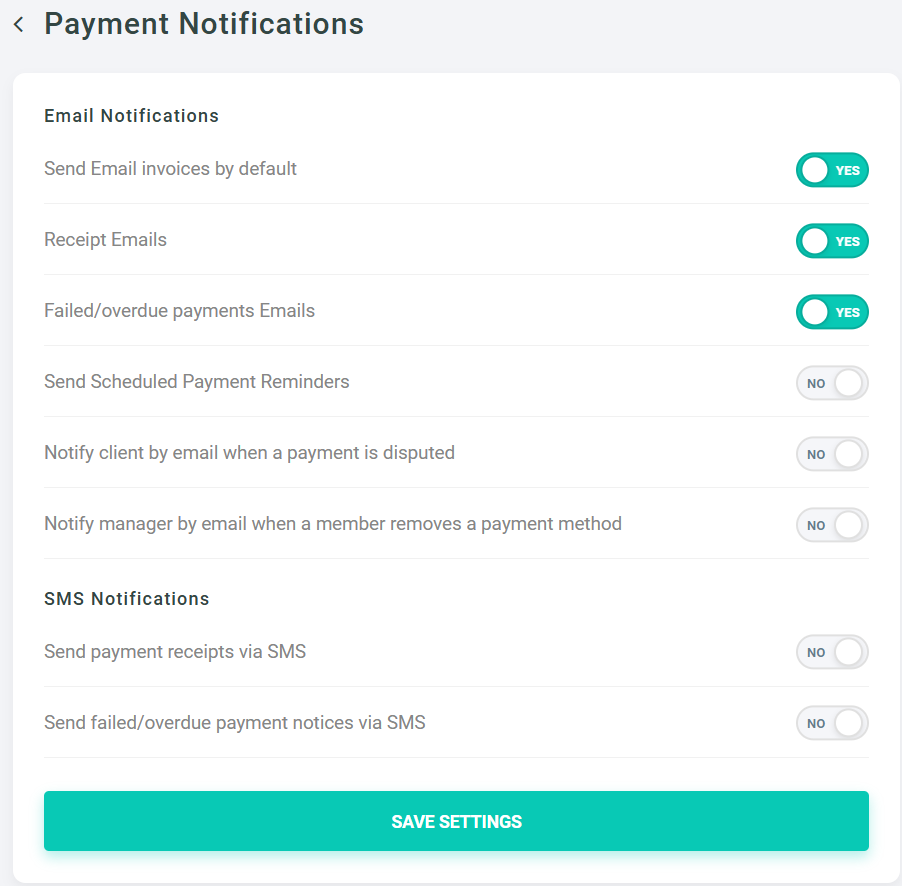 Payment Notifications
Email Notifications
Send Email invoices by default
YES
Receipt Emails
YES
Failed/overdue payments Emails
YES
Send Scheduled Payment Reminders
NO
Notify client by email when a payment is disputed
NO
Notify manager by email when a member removes a payment method
NO
SMS Notifications
Send payment receipts via SMS
NO
Send failed/overdue payment notices via SMS
NO
SAVE SETTINGS